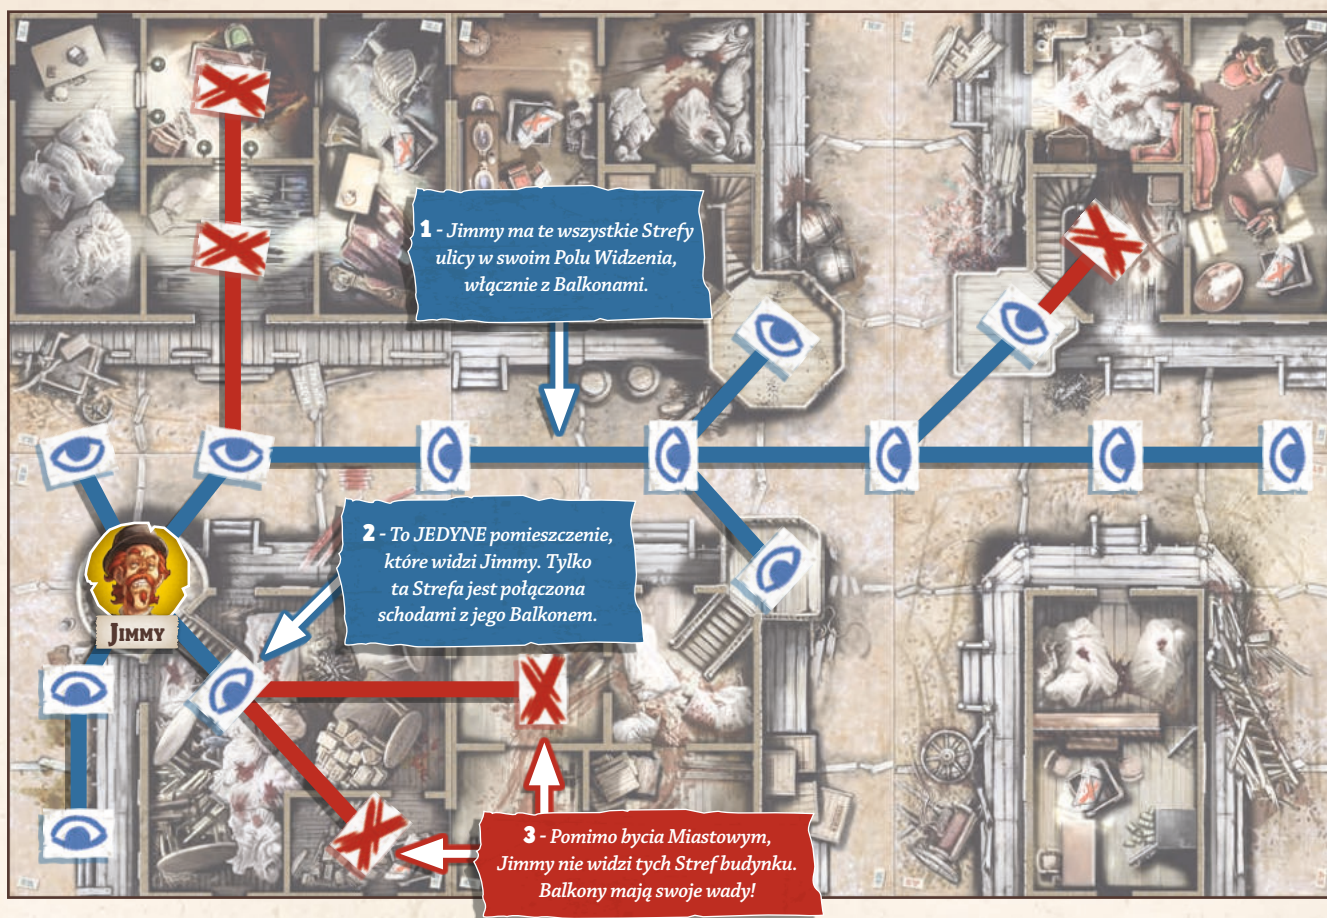 1 - Jimmy ma te wszystkie Strefy
ulicy w swoim Polu Widzenia,
włącznie z Balkonami.
2 - To JEDYNE pomieszczenie,
które widzi Jimmy. Tylko
ta Strefa jest połączona
schodami z jego Balkonem.
JIMMY
3 - Pomimo bycia Miastowym,
Jimmy nie widzi tych Stref budynku.
Balkony mają swoje wady!